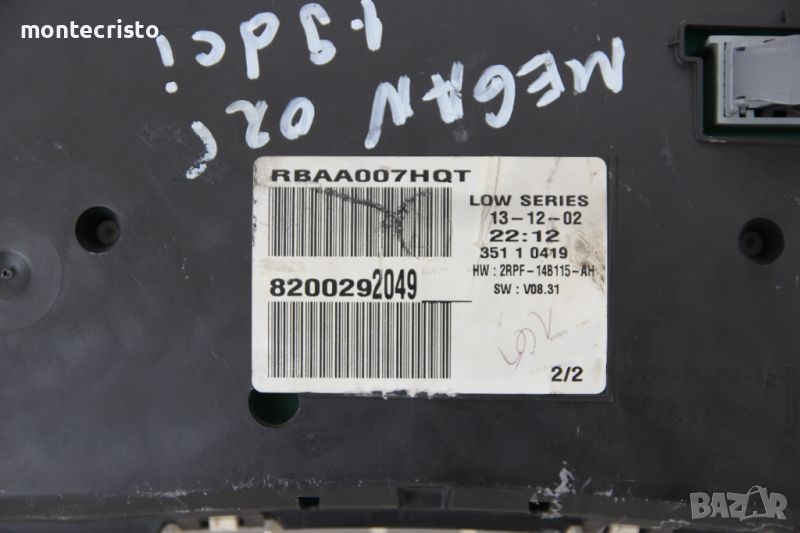 montecristo
MEGAN 02г
1.9dci
RBAA007HQT
LOW SERIES
13-12-02
22:12
351 1 0419
HW : 2RPF-14B115-AH
SW : V08.31
8200292049
2/2
BAZAR